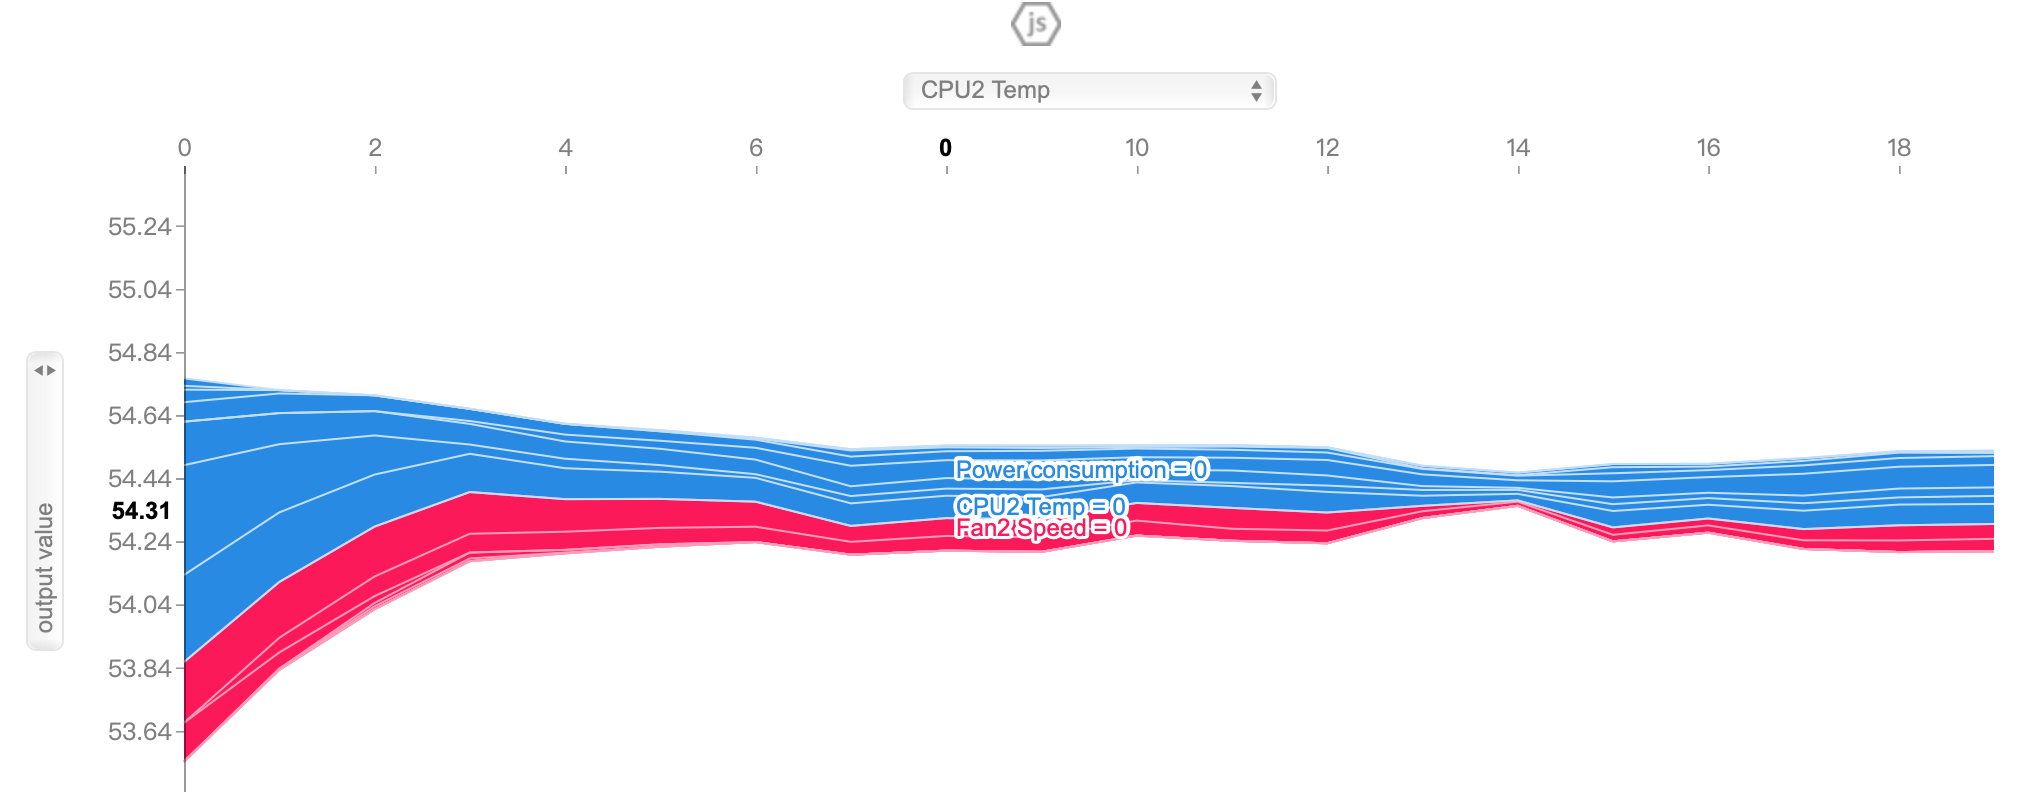 js
CPU2 Temp
0 2 4 6 0 10 12 14 16 18
55.24
55.04
54.84
54.64
54.44
Power consumption = 0
54.31
CPU2 Temp = 0
Fan2 Speed = 0
54.24
54.04
53.84
53.64
output value